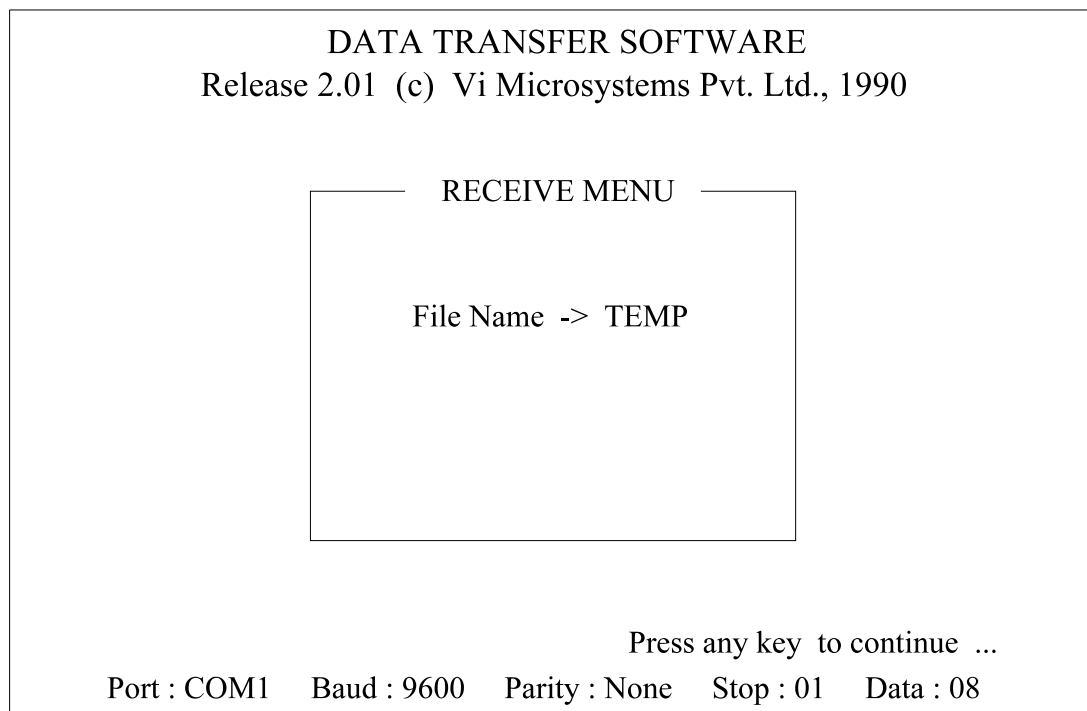 DATA TRANSFER SOFTWARE
Release 2.01 (c) Vi Microsystems Pvt. Ltd., 1990
RECEIVE MENU
File Name -> TEMP
Press any key to continue ...
Port : COM1 Baud : 9600 Parity : None Stop : 01 Data : 08